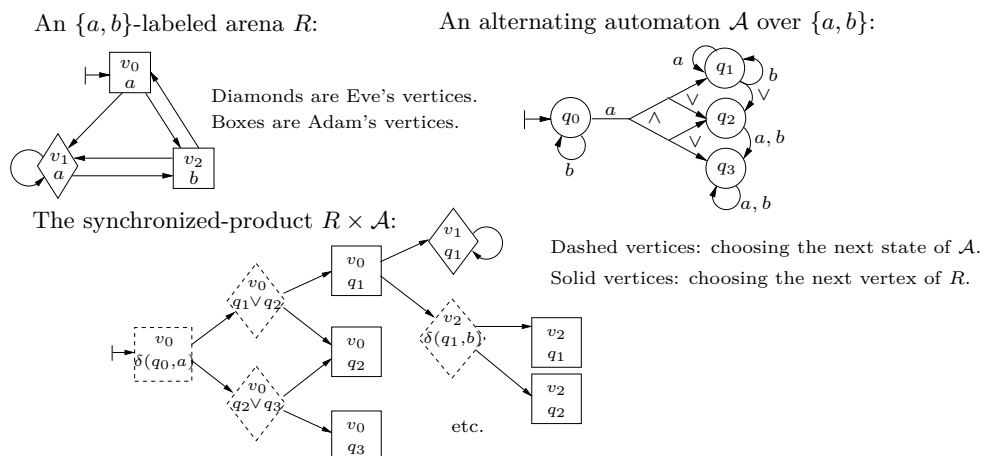 An {a, b}-labeled arena R:
v₀
a
v₁
a
v₂
b
Diamonds are Eve's vertices.
Boxes are Adam's vertices.
An alternating automaton 𝒜 over {a, b}:
q₀
b
a
∧
∨
∨
a
q₁
b
∨
q₂
a, b
q₃
a, b
The synchronized-product R × 𝒜:
v₀
δ(q₀,a)
v₀
q₁∨q₂
v₀
q₂∨q₃
v₀
q₁
v₀
q₂
v₀
q₃
v₁
q₁
v₂
δ(q₁,b)
v₂
q₁
v₂
q₂
etc.
Dashed vertices: choosing the next state of 𝒜.
Solid vertices: choosing the next vertex of R.